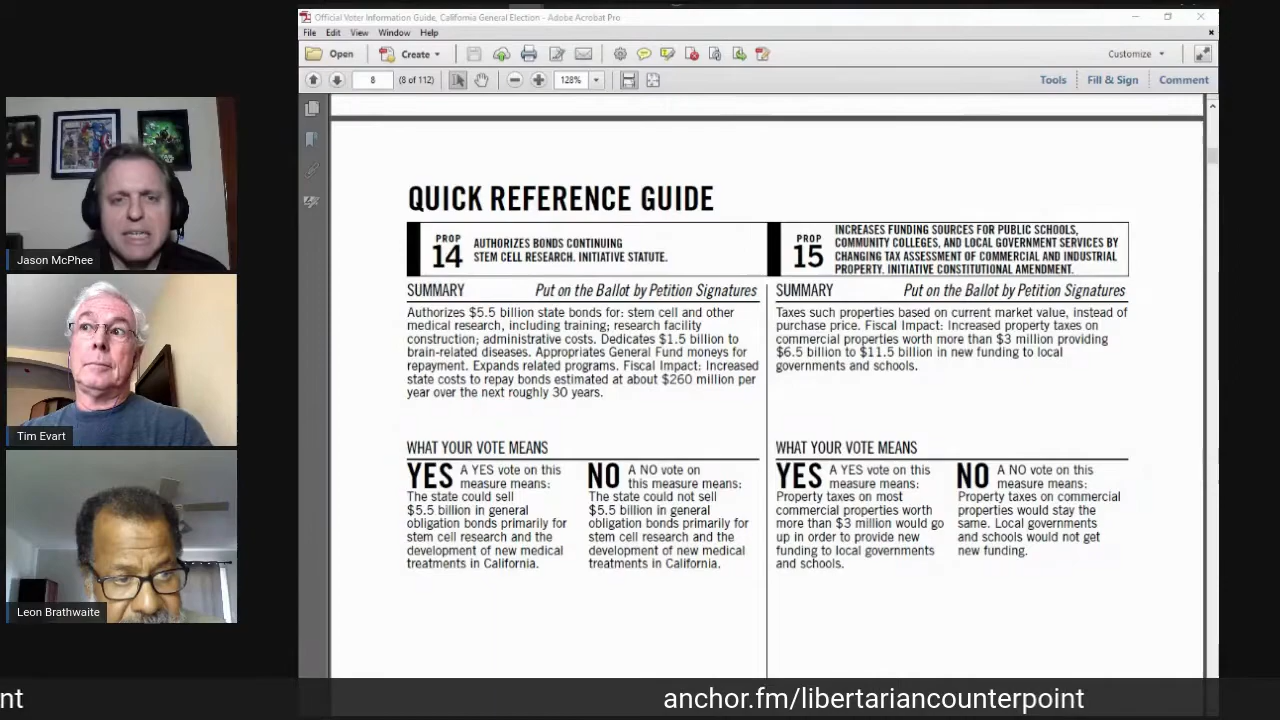 Official Voter Information Guide, California General Election - Adobe Acrobat Pro
File Edit View Window Help
Open Create Customize
8 (8 of 112) 128% Tools Fill & Sign Comment
Jason McPhee
Tim Evart
Leon Brathwaite
QUICK REFERENCE GUIDE
PROP
14
AUTHORIZES BONDS CONTINUING
STEM CELL RESEARCH. INITIATIVE STATUTE.
SUMMARY Put on the Ballot by Petition Signatures
Authorizes $5.5 billion state bonds for: stem cell and other
medical research, including training; research facility
construction; administrative costs. Dedicates $1.5 billion to
brain-related diseases. Appropriates General Fund moneys for
repayment. Expands related programs. Fiscal Impact: Increased
state costs to repay bonds estimated at about $260 million per
year over the next roughly 30 years.
WHAT YOUR VOTE MEANS
YES A YES vote on this
measure means:
The state could sell
$5.5 billion in general
obligation bonds primarily for
stem cell research and the
development of new medical
treatments in California.
NO A NO vote on
this measure means:
The state could not sell
$5.5 billion in general
obligation bonds primarily for
stem cell research and the
development of new medical
treatments in California.
PROP
15
INCREASES FUNDING SOURCES FOR PUBLIC SCHOOLS,
COMMUNITY COLLEGES, AND LOCAL GOVERNMENT SERVICES BY
CHANGING TAX ASSESSMENT OF COMMERCIAL AND INDUSTRIAL
PROPERTY. INITIATIVE CONSTITUTIONAL AMENDMENT.
SUMMARY Put on the Ballot by Petition Signatures
Taxes such properties based on current market value, instead of
purchase price. Fiscal Impact: Increased property taxes on
commercial properties worth more than $3 million providing
$6.5 billion to $11.5 billion in new funding to local
governments and schools.
WHAT YOUR VOTE MEANS
YES A YES vote on this
measure means:
Property taxes on most
commercial properties worth
more than $3 million would go
up in order to provide new
funding to local governments
and schools.
NO A NO vote on this
measure means:
Property taxes on commercial
properties would stay the
same. Local governments
and schools would not get
new funding.
nt anchor.fm/libertariancounterpoint